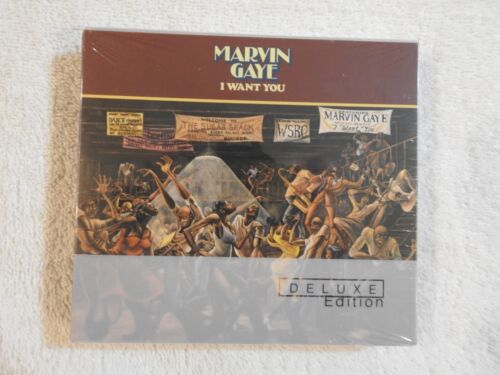 MARVIN
GAYE
I WANT YOU
WELCOME TO
THE SUGAR SHACK
WSRC
MARVIN GAYE
"I Want You"
DELUXE
Edition